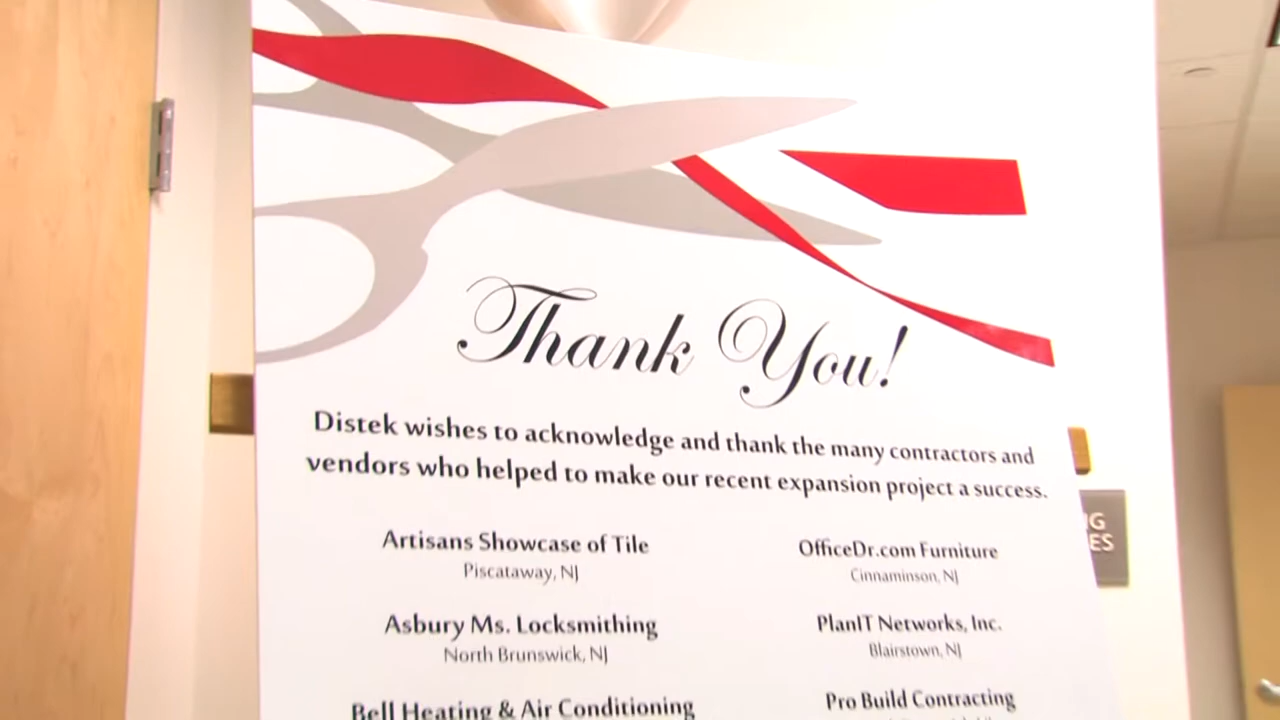 Thank You!
Distek wishes to acknowledge and thank the many contractors and
vendors who helped to make our recent expansion project a success.
Artisans Showcase of Tile
Piscataway, NJ
Asbury Ms. Locksmithing
North Brunswick, NJ
Bell Heating & Air Conditioning
OfficeDr.com Furniture
Cinnaminson, NJ
PlanIT Networks, Inc.
Blairstown, NJ
Pro Build Contracting